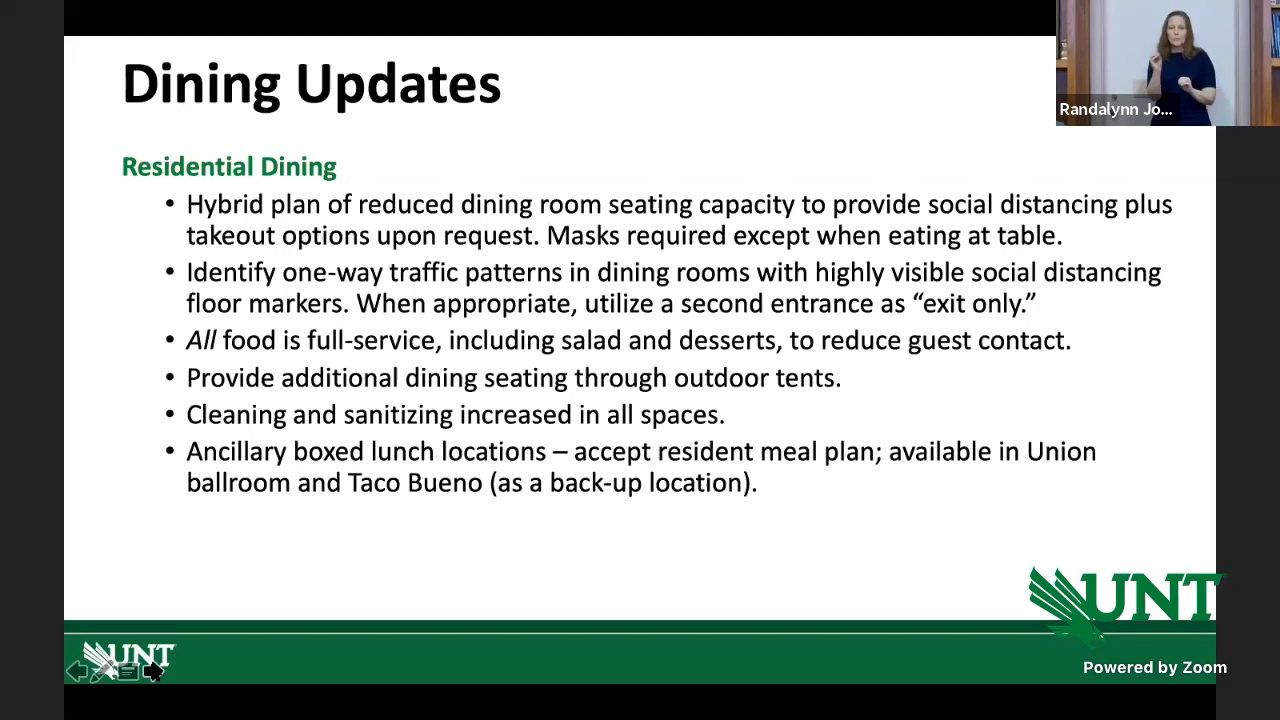 Dining Updates
Randalynn Jo...
Residential Dining
• Hybrid plan of reduced dining room seating capacity to provide social distancing plus
takeout options upon request. Masks required except when eating at table.
• Identify one-way traffic patterns in dining rooms with highly visible social distancing
floor markers. When appropriate, utilize a second entrance as “exit only.”
• All food is full-service, including salad and desserts, to reduce guest contact.
• Provide additional dining seating through outdoor tents.
• Cleaning and sanitizing increased in all spaces.
• Ancillary boxed lunch locations – accept resident meal plan; available in Union
ballroom and Taco Bueno (as a back-up location).
UNT
UNT
Powered by Zoom